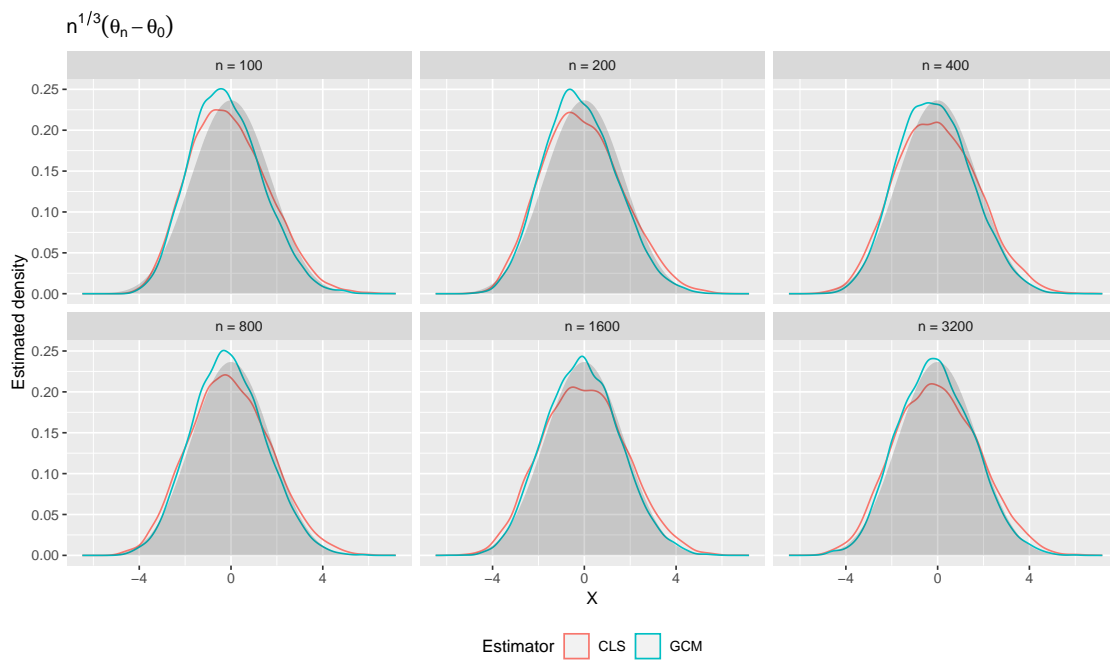 n^{1/3}(θ_n − θ_0)
n = 100
n = 200
n = 400
0.25
0.20
0.15
0.10
0.05
0.00
n = 800
n = 1600
n = 3200
0.25
0.20
0.15
0.10
0.05
0.00
Estimated density
−4 0 4
−4 0 4
−4 0 4
X
Estimator CLS GCM